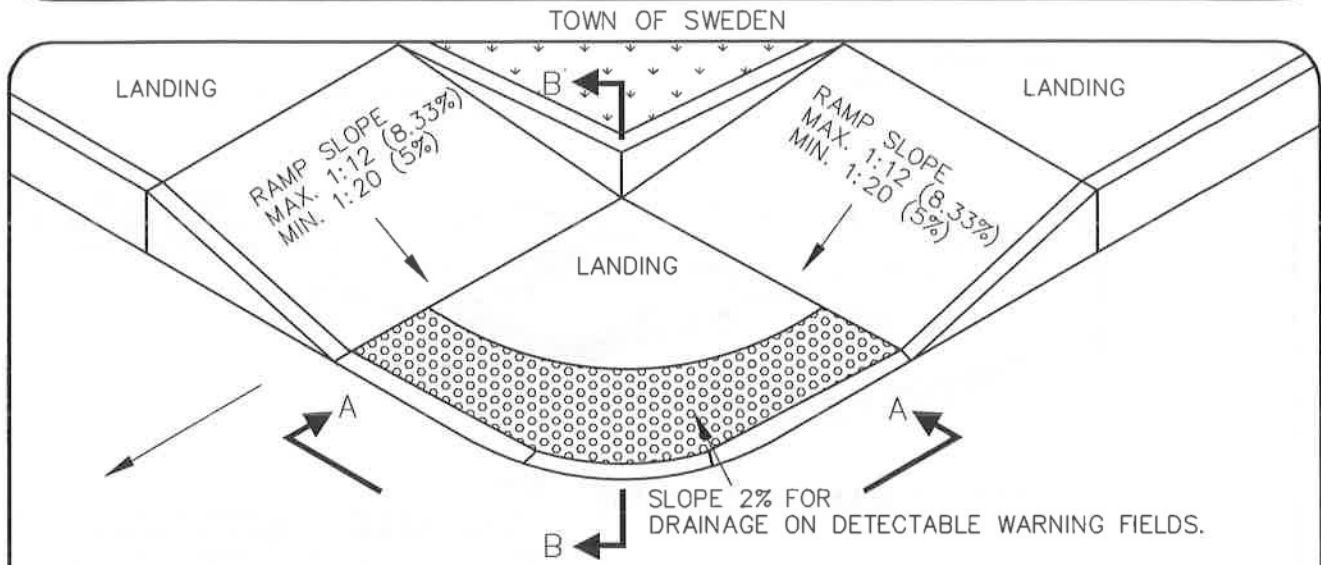 TOWN OF SWEDEN
LANDING
B
LANDING
RAMP SLOPE
MAX. 1:12 (8.33%)
MIN. 1:20 (5%)
RAMP SLOPE
MAX. 1:12 (8.33%)
MIN. 1:20 (5%)
LANDING
A
A
SLOPE 2% FOR
DRAINAGE ON DETECTABLE WARNING FIELDS.
B